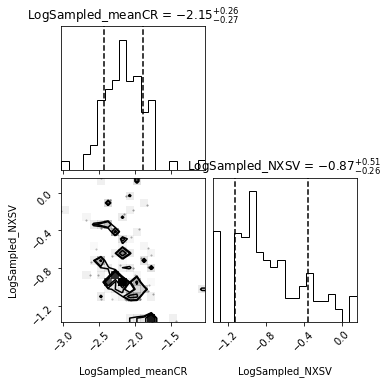 LogSampled_meanCR = −2.15+0.26−0.27
LogSampled_NXSV = −0.87+0.51−0.26
LogSampled_NXSV
0.0
−0.4
−0.8
−1.2
−3.0
−2.5
−2.0
−1.5
LogSampled_meanCR
−1.2
−0.8
−0.4
0.0
LogSampled_NXSV